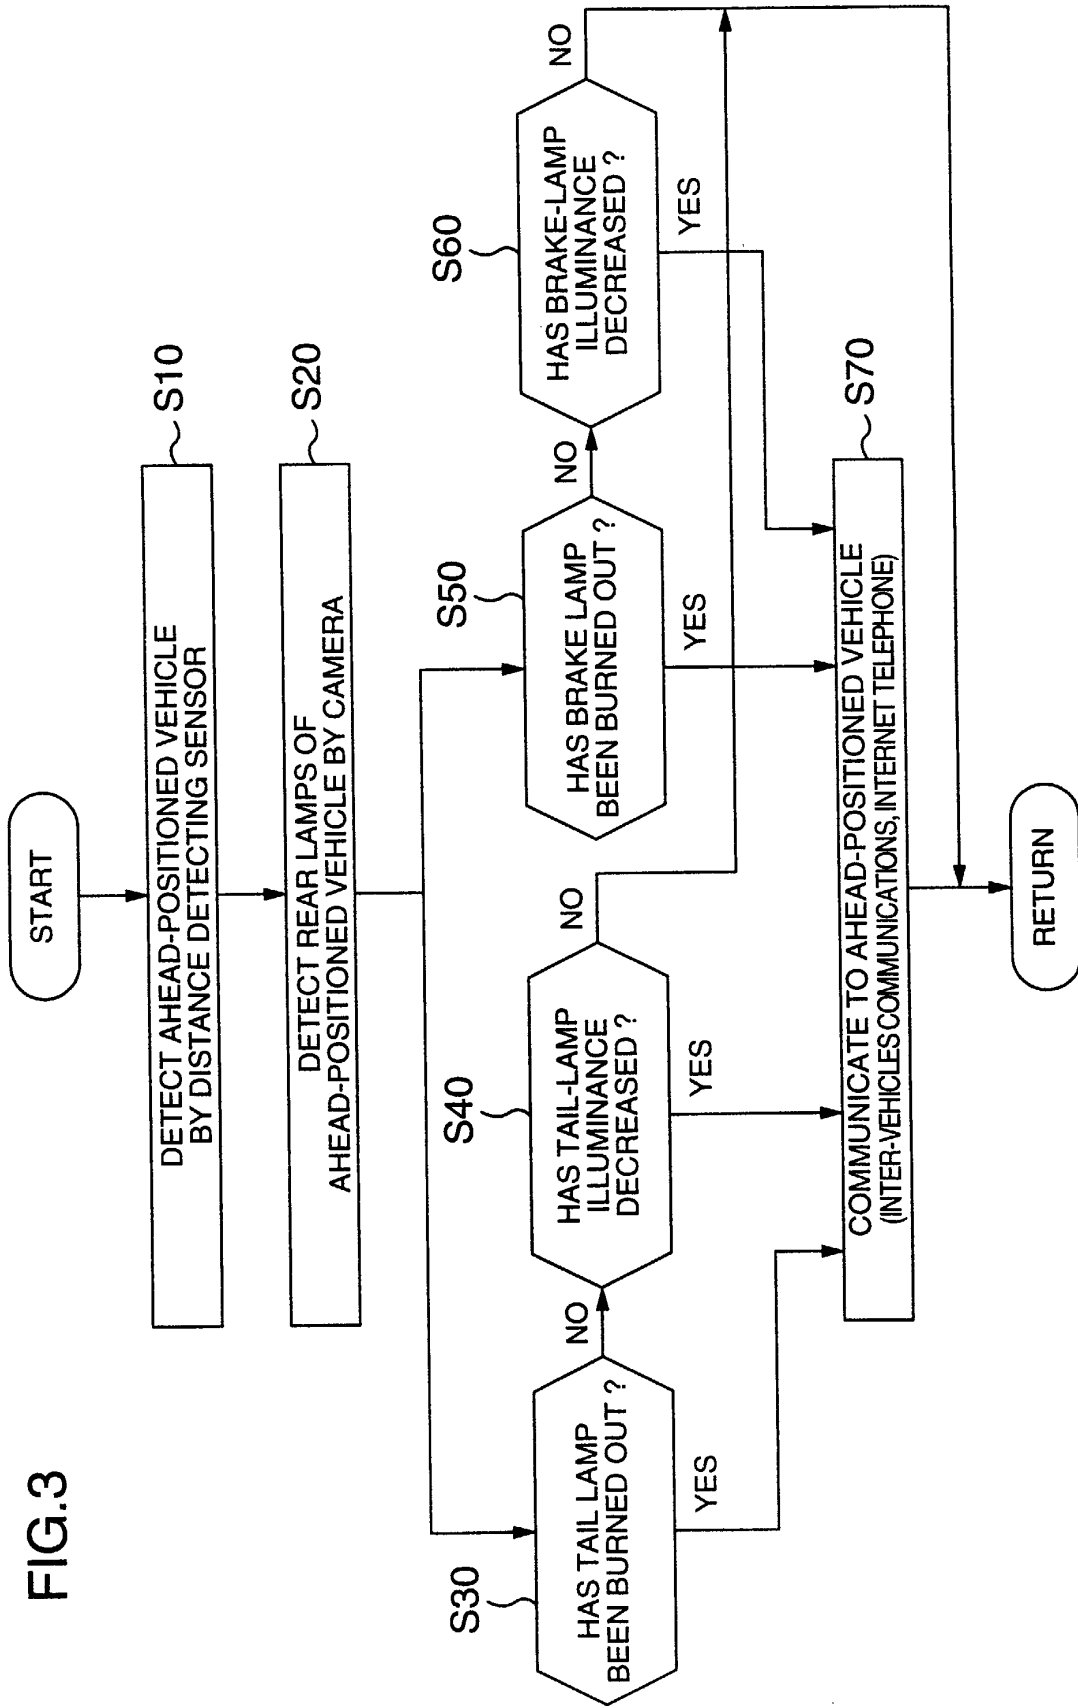 FIG.3
START
DETECT AHEAD-POSITIONED VEHICLE
BY DISTANCE DETECTING SENSOR
S10
DETECT REAR LAMPS OF
AHEAD-POSITIONED VEHICLE BY CAMERA
S20
S30
HAS TAIL LAMP
BEEN BURNED OUT ?
NO
YES
S40
HAS TAIL-LAMP
ILLUMINANCE
DECREASED ?
NO
YES
S50
HAS BRAKE LAMP
BEEN BURNED OUT ?
NO
YES
S60
HAS BRAKE-LAMP
ILLUMINANCE
DECREASED ?
NO
YES
COMMUNICATE TO AHEAD-POSITIONED VEHICLE
(INTER-VEHICLES COMMUNICATIONS, INTERNET TELEPHONE)
S70
RETURN